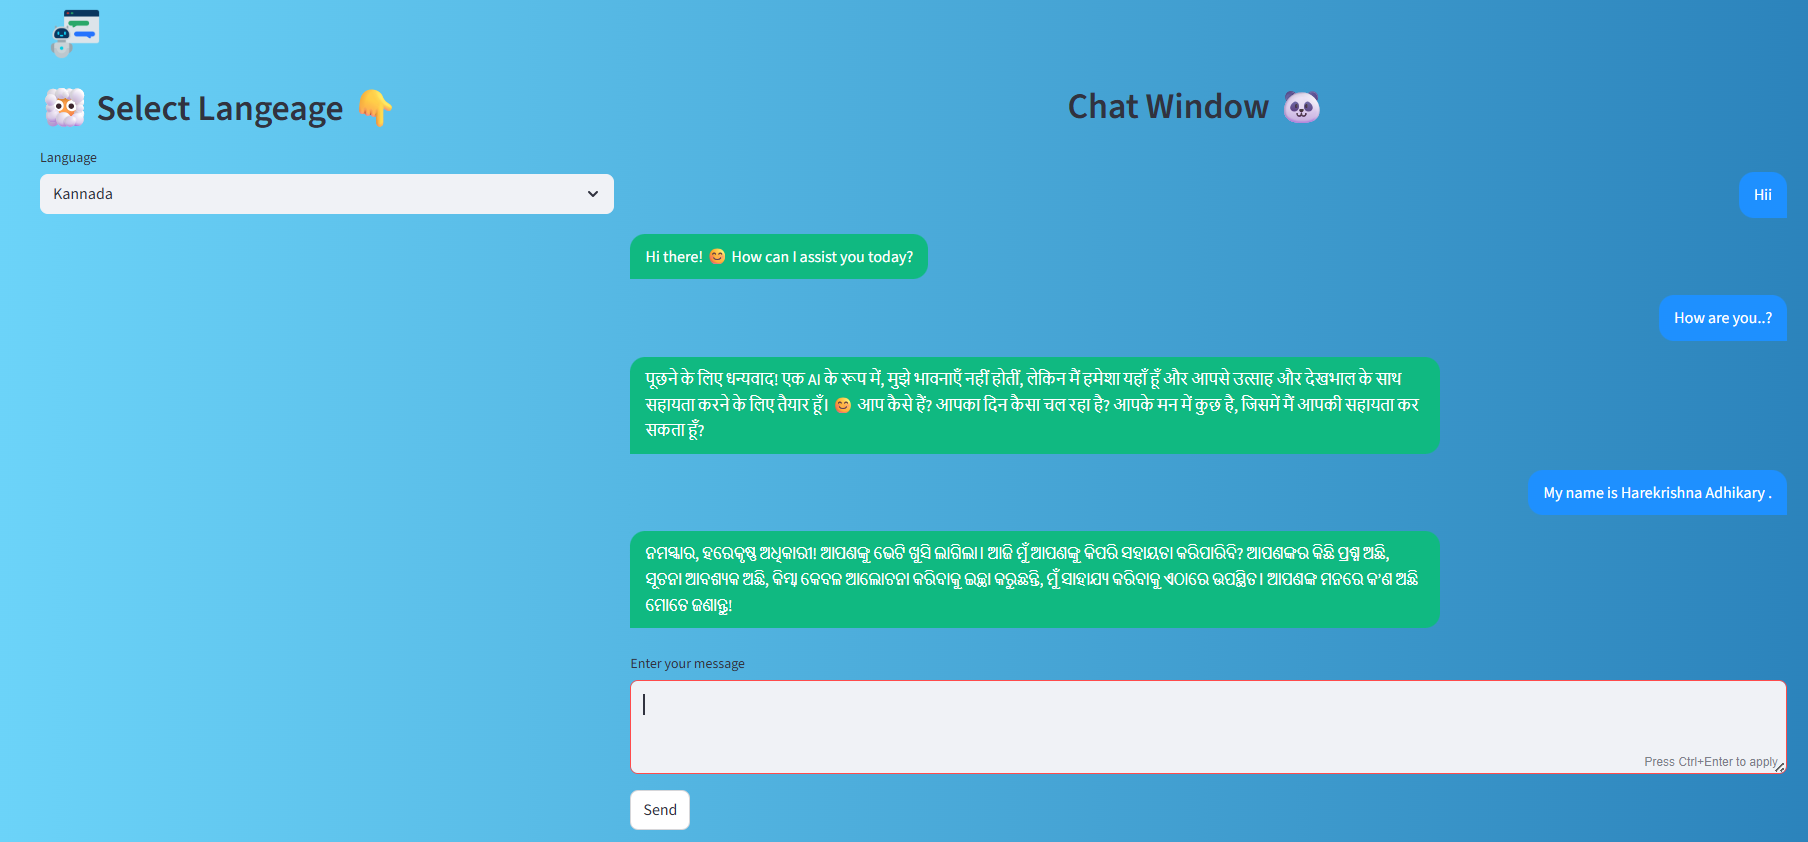 Select Langeage
Language
Kannada
Chat Window
Hii
Hi there! 😊 How can I assist you today?
How are you..?
पूछने के लिए धन्यवाद! एक AI के रूप में, मुझे भावनाएँ नहीं होतीं, लेकिन मैं हमेशा यहाँ हूँ और आपसे उत्साह और देखभाल के साथ
सहायता करने के लिए तैयार हूँ। 😊 आप कैसे हैं? आपका दिन कैसा चल रहा है? आपके मन में कुछ है, जिसमें मैं आपकी सहायता कर
सकता हूँ?
My name is Harekrishna Adhikary .
ନମସ୍କାର, ହରେକୃଷ୍ଣ ଅଧିକାରୀ! ଆପଣଙ୍କୁ ଭେଟି ଖୁସି ଲାଗିଲା। ଆଜି ମୁଁ ଆପଣଙ୍କୁ କିପରି ସହାୟତା କରିପାରିବି? ଆପଣଙ୍କର କିଛି ପ୍ରଶ୍ନ ଅଛି,
ସୂଚନା ଆବଶ୍ୟକ ଅଛି, କିମ୍ବା କେବଳ ଆଲୋଚନା କରିବାକୁ ଇଚ୍ଛା କରୁଛନ୍ତି, ମୁଁ ସାହାଯ୍ୟ କରିବାକୁ ଏଠାରେ ଉପସ୍ଥିତ। ଆପଣଙ୍କ ମନରେ କ'ଣ ଅଛି
ମୋତେ ଜଣାନ୍ତୁ!
Enter your message
Press Ctrl+Enter to apply
Send